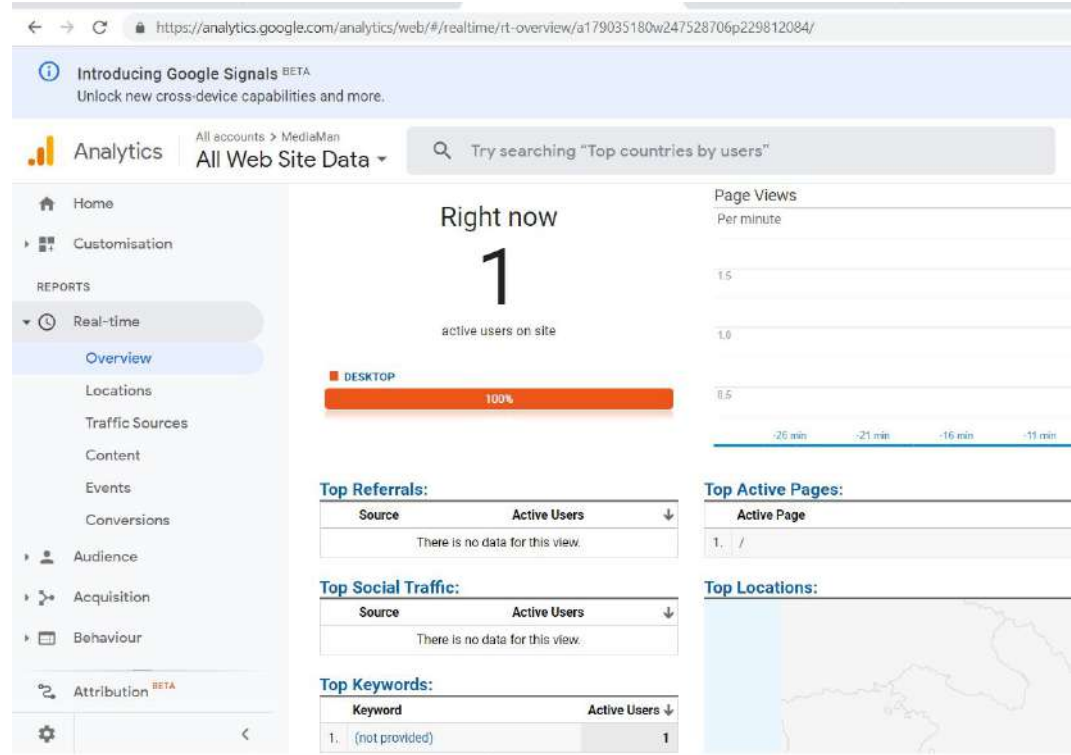 https://analytics.google.com/analytics/web/#/realtime/rt-overview/a179035180w247528706p229812084/
Introducing Google Signals BETA
Unlock new cross-device capabilities and more.
Analytics
All accounts > MediaMan
All Web Site Data
Try searching "Top countries by users"
Home
Customisation
REPORTS
Real-time
Overview
Locations
Traffic Sources
Content
Events
Conversions
Audience
Acquisition
Behaviour
Attribution BETA
Right now
1
active users on site
DESKTOP
100%
Page Views
Per minute
1.5
1.0
0.5
-26 min -21 min -16 min -11 min
Top Referrals:
Source Active Users
There is no data for this view.
Top Social Traffic:
Source Active Users
There is no data for this view.
Top Keywords:
Keyword Active Users
1. (not provided) 1
Top Active Pages:
Active Page
1. /
Top Locations: